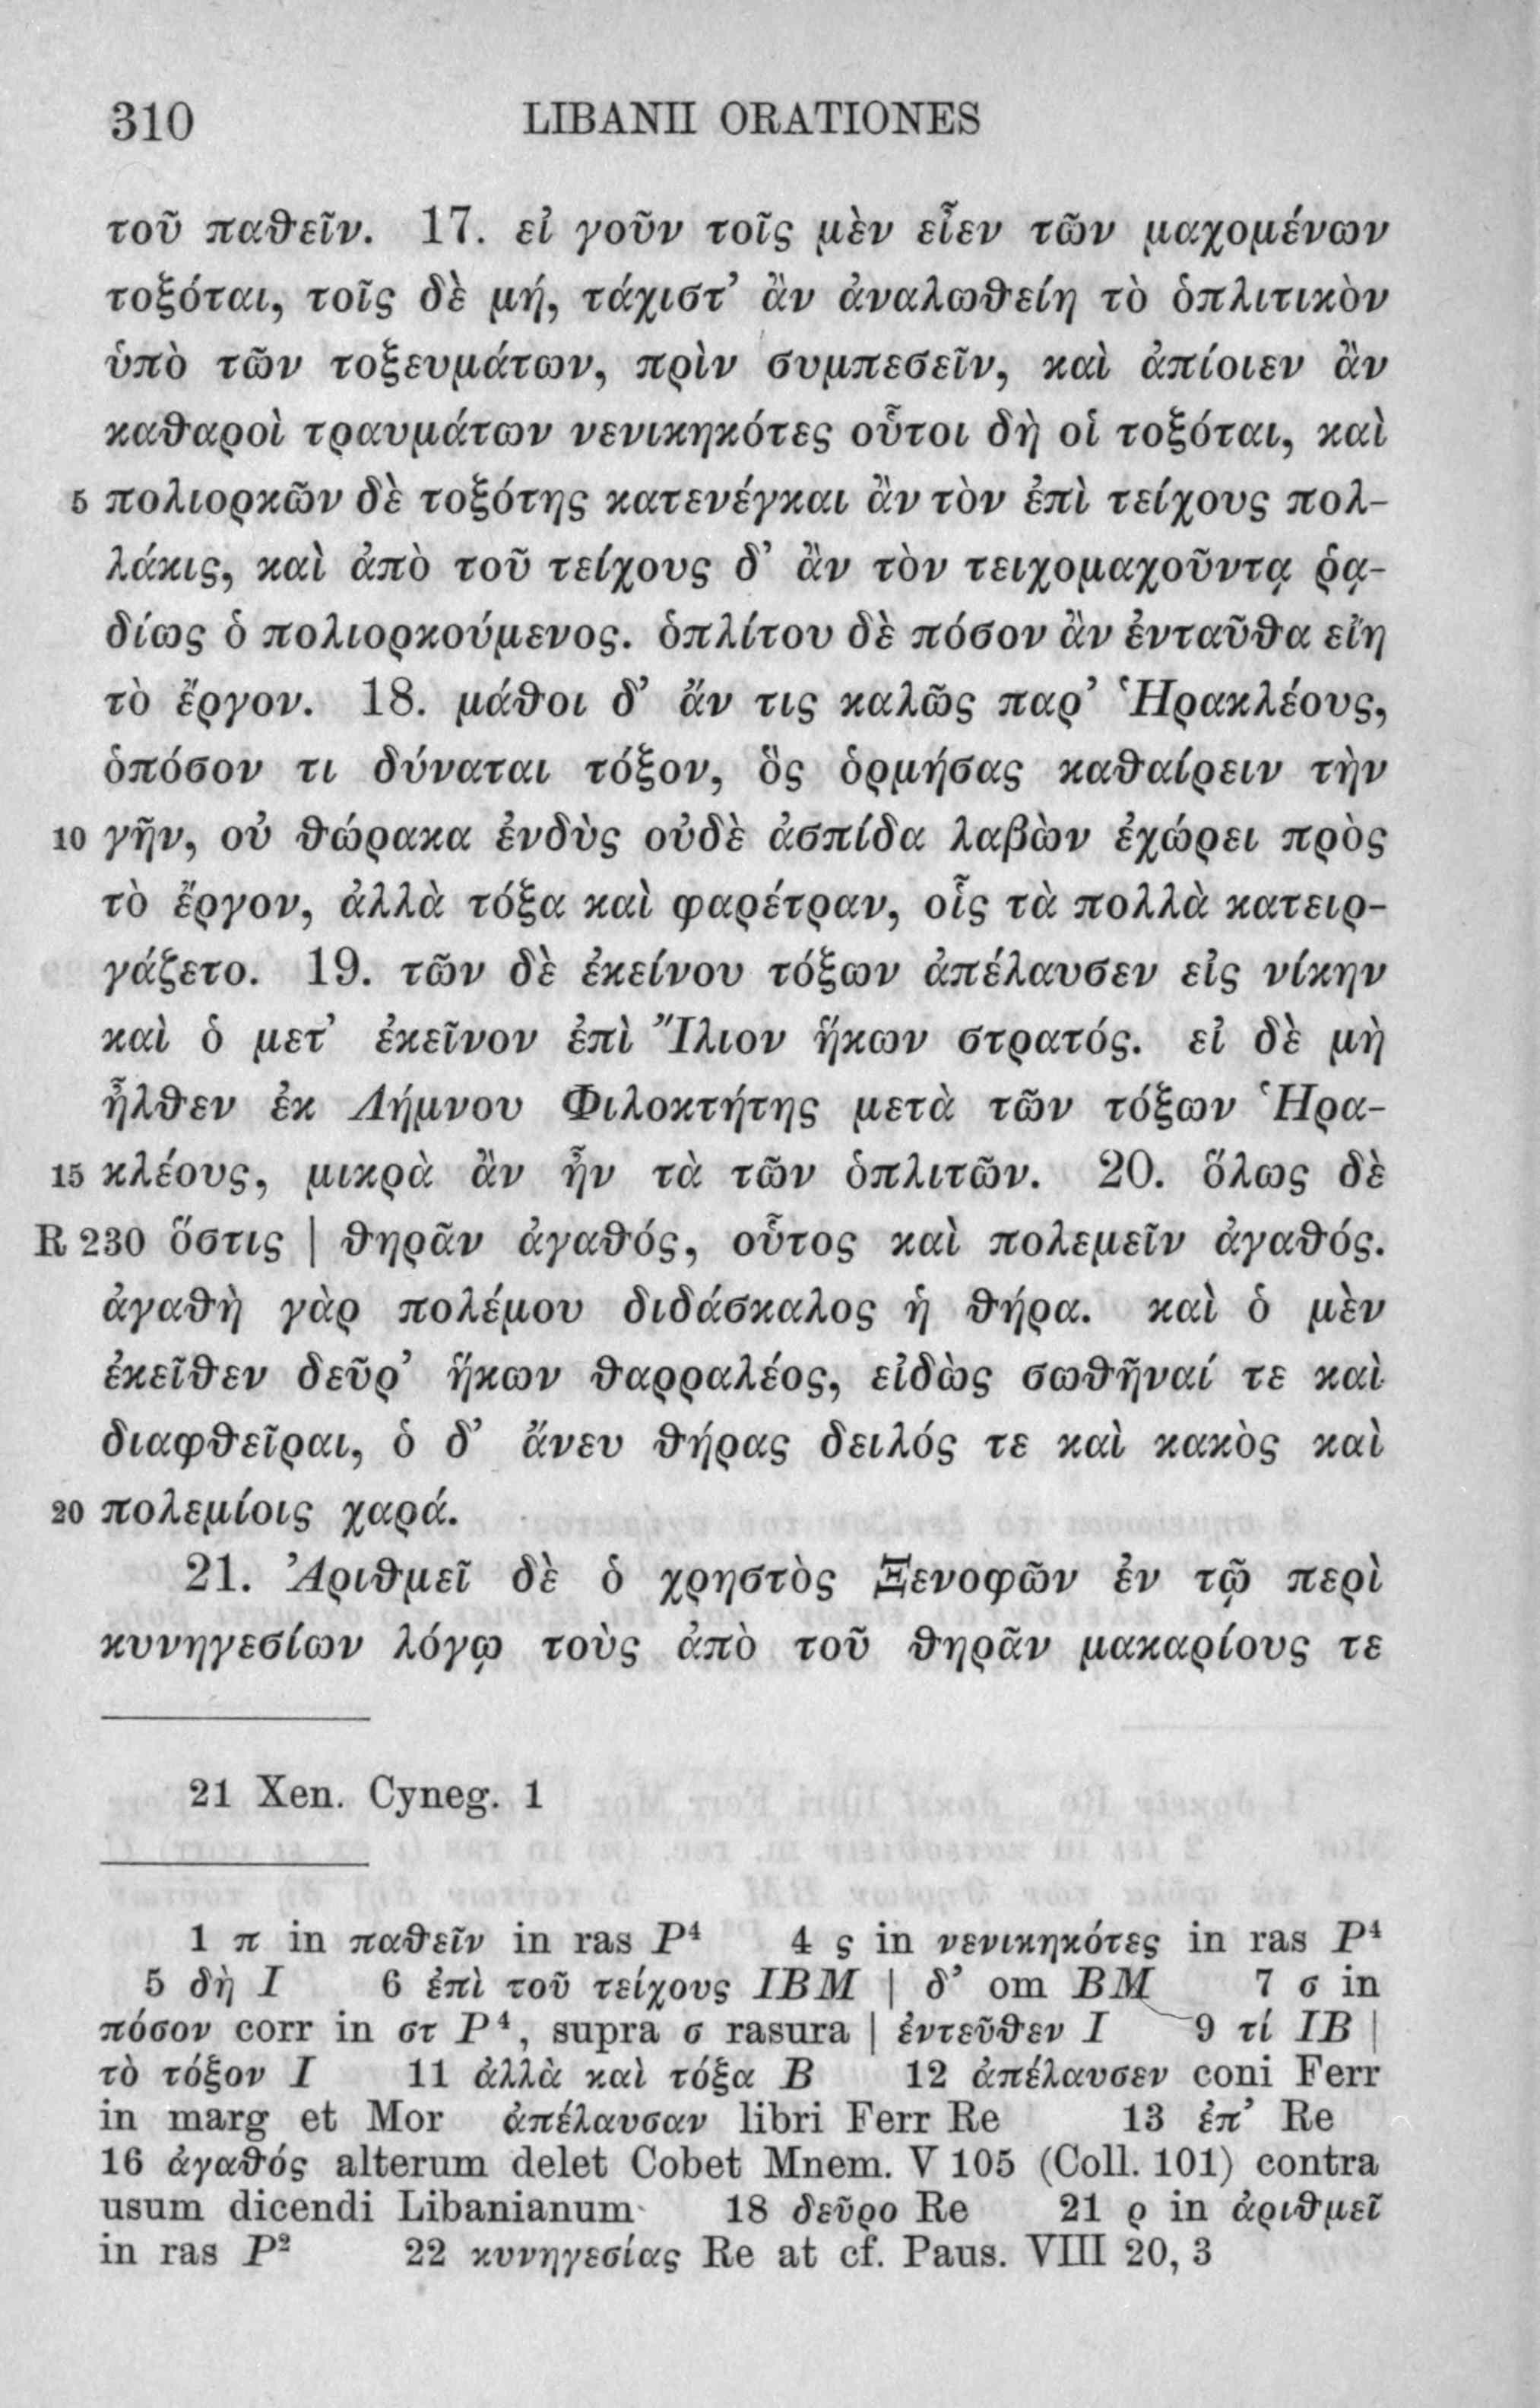 310 LIBANII ORATIONES
τοῦ παθεῖν. 17. εἰ γοῦν τοῖς μὲν εἶεν τῶν μαχομένων
τοξόται, τοῖς δὲ μή, τάχιστ' ἂν ἀναλωθείη τὸ ὁπλιτικὸν
ὑπὸ τῶν τοξευμάτων, πρὶν συμπεσεῖν, καὶ ἀπίοιεν ἂν
καθαροὶ τραυμάτων νενικηκότες οὗτοι δὴ οἱ τοξόται, καὶ
5 πολιορκῶν δὲ τοξότης κατενέγκαι ἂν τὸν ἐπὶ τείχους πολ-
λάκις, καὶ ἀπὸ τοῦ τείχους δ' ἂν τὸν τειχομαχοῦντα ῥᾳ-
δίως ὁ πολιορκούμενος. ὁπλίτου δὲ πόσον ἂν ἐνταῦθα εἴη
τὸ ἔργον. 18. μάθοι δ' ἄν τις καλῶς παρ' Ἡρακλέους,
ὁπόσον τι δύναται τόξον, ὃς ὁρμήσας καθαίρειν τὴν
10 γῆν, οὐ θώρακα ἐνδὺς οὐδὲ ἀσπίδα λαβὼν ἐχώρει πρὸς
τὸ ἔργον, ἀλλὰ τόξα καὶ φαρέτραν, οἷς τὰ πολλὰ κατειρ-
γάζετο. 19. τῶν δὲ ἐκείνου τόξων ἀπέλαυσεν εἰς νίκην
καὶ ὁ μετ' ἐκεῖνον ἐπὶ Ἴλιον ἥκων στρατός. εἰ δὲ μὴ
ἦλθεν ἐκ Λήμνου Φιλοκτήτης μετὰ τῶν τόξων Ἡρα-
15 κλέους, μικρὰ ἂν ἦν τὰ τῶν ὁπλιτῶν. 20. ὅλως δὲ
R 230 ὅστις | θηρᾶν ἀγαθός, οὗτος καὶ πολεμεῖν ἀγαθός.
ἀγαθὴ γὰρ πολέμου διδάσκαλος ἡ θήρα. καὶ ὁ μὲν
ἐκεῖθεν δεῦρ' ἥκων θαρραλέος, εἰδὼς σωθῆναί τε καὶ
διαφθεῖραι, ὁ δ' ἄνευ θήρας δειλός τε καὶ κακὸς καὶ
20 πολεμίοις χαρά.
21. Ἀριθμεῖ δὲ ὁ χρηστὸς Ξενοφῶν ἐν τῷ περὶ
κυνηγεσίων λόγῳ τοὺς ἀπὸ τοῦ θηρᾶν μακαρίους τε
21 Xen. Cyneg. 1
1 π in παθεῖν in ras P⁴ 4 ς in νενικηκότες in ras P⁴
5 δὴ I 6 ἐπὶ τοῦ τείχους IBM | δ' om BM 7 σ in
πόσον corr in στ P⁴, supra σ rasura | ἐντεῦθεν I 9 τί IB |
τὸ τόξον I 11 ἀλλὰ καὶ τόξα B 12 ἀπέλαυσεν coni Ferr
in marg et Mor ἀπέλαυσαν libri Ferr Re 13 ἐπ' Re
16 ἀγαθός alterum delet Cobet Mnem. V 105 (Coll. 101) contra
usum dicendi Libanianum 18 δεῦρο Re 21 ρ in ἀριθμεῖ
in ras P² 22 κυνηγεσίας Re at cf. Paus. VIII 20, 3